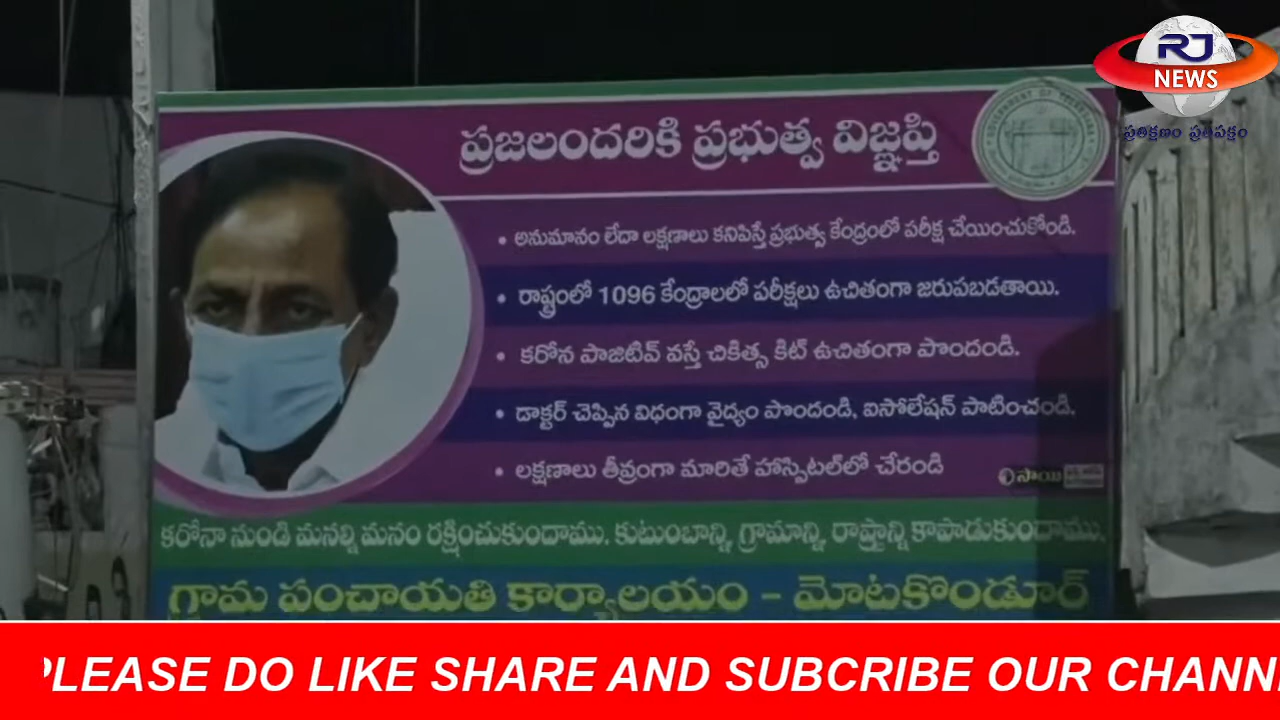 RJ
NEWS
ప్రతిక్షణం ప్రతిపక్షం
ప్రజలందరికి ప్రభుత్వ విజ్ఞప్తి
• అనుమానం లేదా లక్షణాలు కనిపిస్తే ప్రభుత్వ కేంద్రంలో పరీక్ష చేయించుకోండి.
• రాష్ట్రంలో 1096 కేంద్రాలలో పరీక్షలు ఉచితంగా జరుపబడతాయి.
• కరోన పాజిటివ్ వస్తే చికిత్స కిట్ ఉచితంగా పొందండి.
• డాక్టర్ చెప్పిన విధంగా వైద్యం పొందండి, ఐసోలేషన్ పాటించండి.
• లక్షణాలు తీవ్రంగా మారితే హాస్పిటల్‌లో చేరండి
సాయి
కరోనా నుండి మనల్ని మనం రక్షించుకుందాము. కుటుంబాన్ని, గ్రామాన్ని, రాష్ట్రాన్ని కాపాడుకుందాము.
గ్రామ పంచాయతి కార్యాలయం - మోటకొండూర్
PLEASE DO LIKE SHARE AND SUBCRIBE OUR CHANN